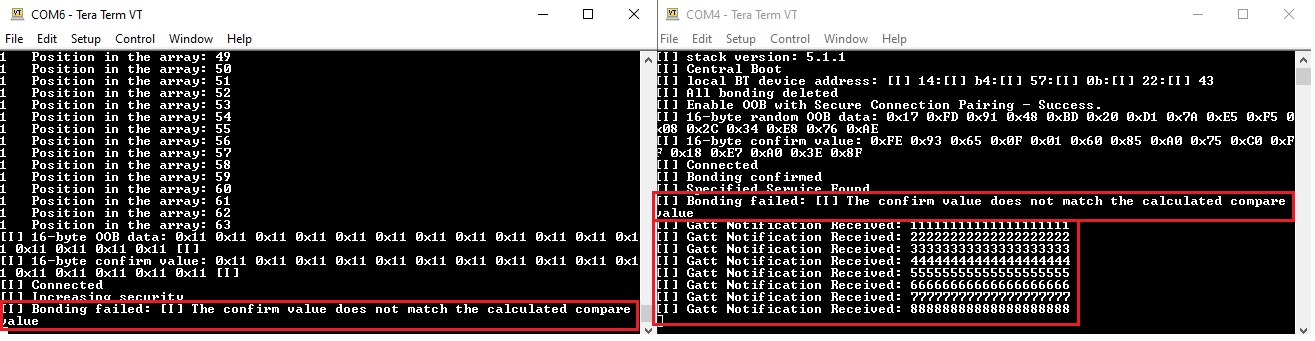 COM6 - Tera Term VT
File Edit Setup Control Window Help
1 Position in the array: 49
1 Position in the array: 50
1 Position in the array: 51
1 Position in the array: 52
1 Position in the array: 53
1 Position in the array: 54
1 Position in the array: 55
1 Position in the array: 56
1 Position in the array: 57
1 Position in the array: 58
1 Position in the array: 59
1 Position in the array: 60
1 Position in the array: 61
1 Position in the array: 62
1 Position in the array: 63
[I] 16-byte OOB data: 0x11 0x11 0x11 0x11 0x11 0x11 0x11 0x11 0x11 0x11 0x11 0x1
1 0x11 0x11 0x11 0x11 [I]
[I] 16-byte confirm value: 0x11 0x11 0x11 0x11 0x11 0x11 0x11 0x11 0x11 0x11 0x1
1 0x11 0x11 0x11 0x11 0x11 [I]
[I] Connected
[I] Increasing security
[I] Bonding failed: [I] The confirm value does not match the calculated compare
value
COM4 - Tera Term VT
File Edit Setup Control Window Help
[I] stack version: 5.1.1
[I] Central Boot
[I] local BT device address: [I] 14:[I] b4:[I] 57:[I] 0b:[I] 22:[I] 43
[I] All bonding deleted
[I] Enable OOB with Secure Connection Pairing - Success.
[I] 16-byte random OOB data: 0x17 0xFD 0x91 0x48 0xBD 0x20 0xD1 0x7A 0xE5 0xF5 0
x08 0x2C 0x34 0xE8 0x76 0xAE
[I] 16-byte confirm value: 0xFE 0x93 0x65 0x0F 0x01 0x60 0x85 0xA0 0x75 0xC0 0xF
F 0x18 0xE7 0xA0 0x3E 0x8F
[I] Connected
[I] Bonding confirmed
[I] Specified Service Found
[I] Bonding failed: [I] The confirm value does not match the calculated compare
value
[I] Gatt Notification Received: 11111111111111111111
[I] Gatt Notification Received: 22222222222222222222
[I] Gatt Notification Received: 33333333333333333333
[I] Gatt Notification Received: 44444444444444444444
[I] Gatt Notification Received: 55555555555555555555
[I] Gatt Notification Received: 66666666666666666666
[I] Gatt Notification Received: 77777777777777777777
[I] Gatt Notification Received: 88888888888888888888